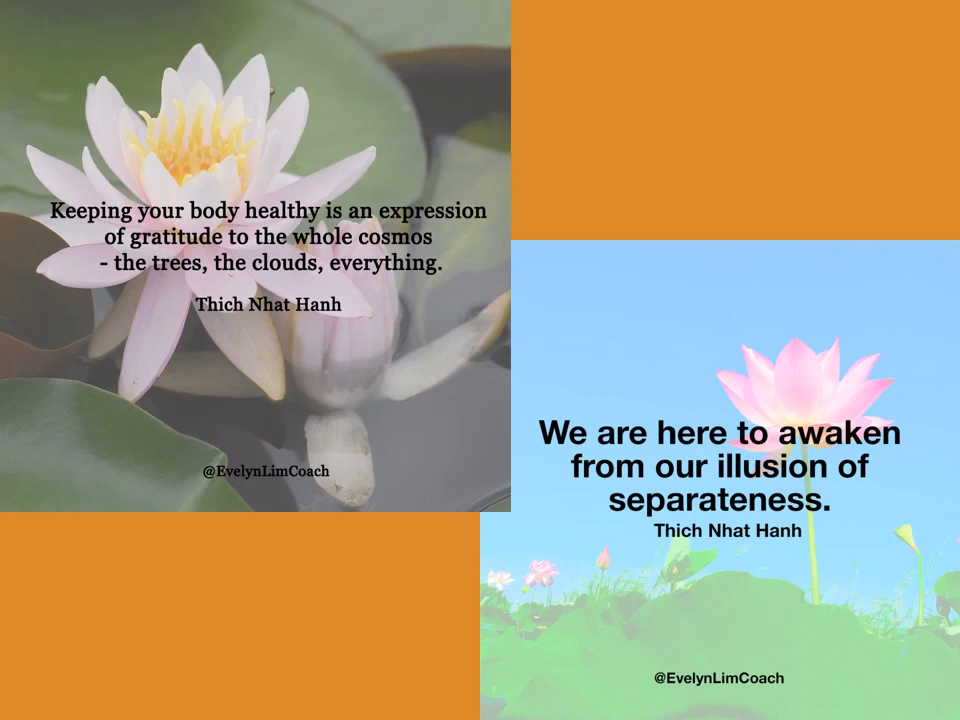 Keeping your body healthy is an expression
of gratitude to the whole cosmos
- the trees, the clouds, everything.
Thich Nhat Hanh
@EvelynLimCoach
We are here to awaken
from our illusion of
separateness.
Thich Nhat Hanh
@EvelynLimCoach